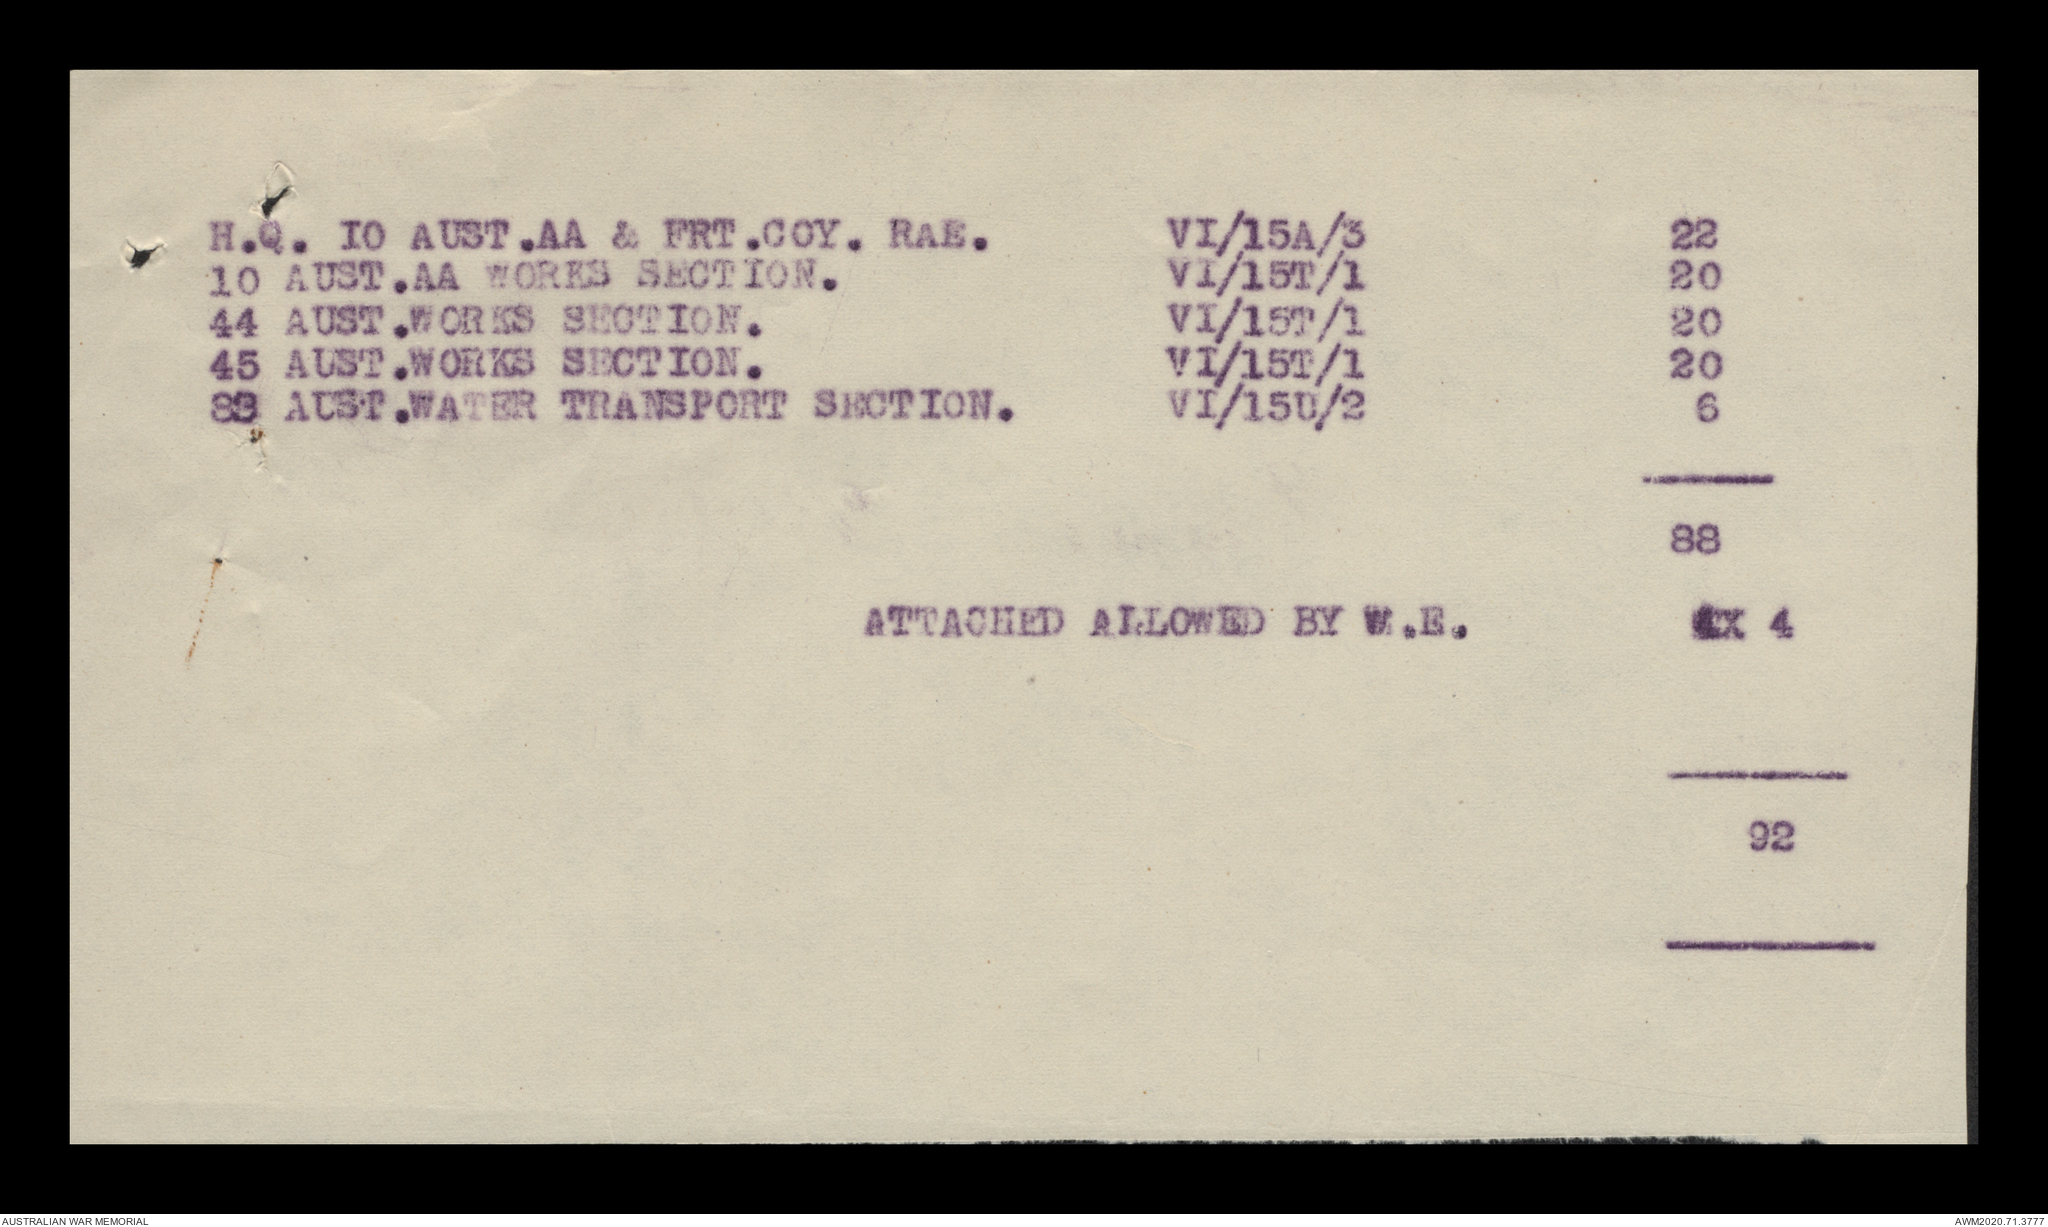 H.Q. 10 AUST.AA & FRT.COY. RAE. VI/15A/3 22
10 AUST.AA WORKS SECTION. VI/15T/1 20
44 AUST.WORKS SECTION. VI/15T/1 20
45 AUST.WORKS SECTION. VI/15T/1 20
83 AUST.WATER TRANSPORT SECTION. VI/15U/2 6
88
ATTACHED ALLOWED BY W.E. 4
92
AUSTRALIAN WAR MEMORIAL AWM2020.71.3777